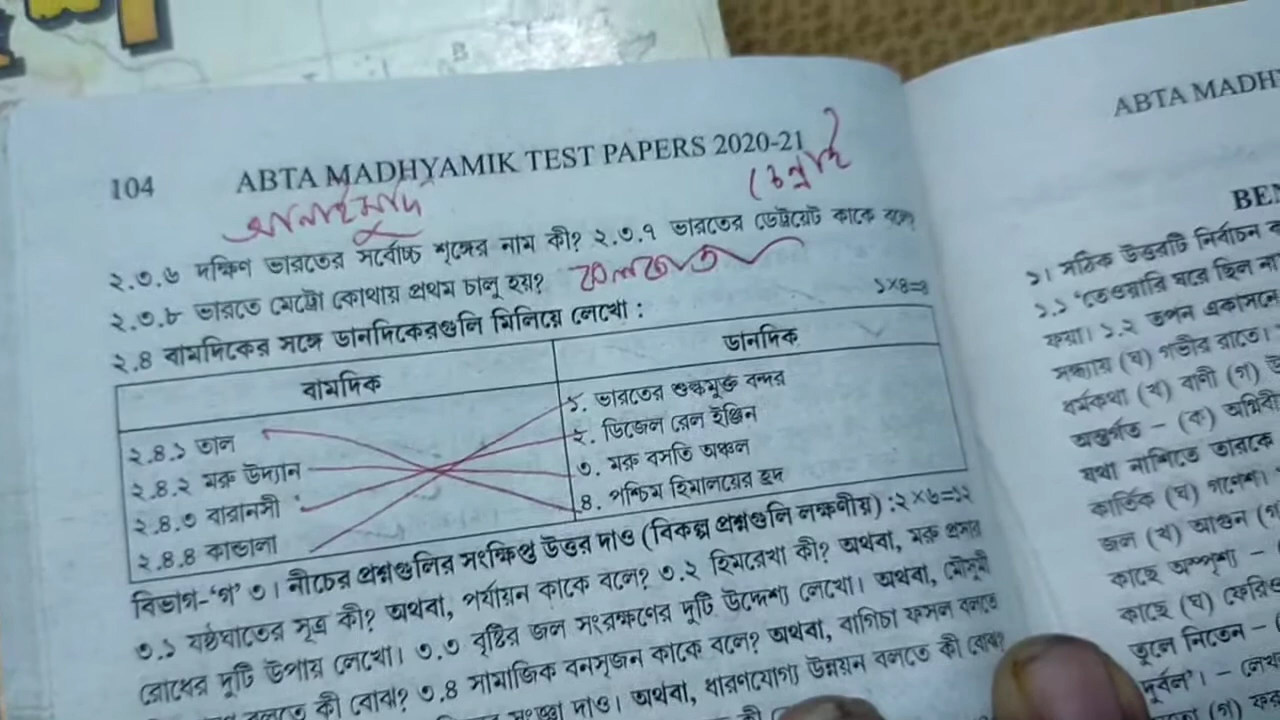 B
104 ABTA MADHYAMIK TEST PAPERS 2020-21
আনাইমুদি
চেন্নাই
২.৩.৬ দক্ষিণ ভারতের সর্বোচ্চ শৃঙ্গের নাম কী? ২.৩.৭ ভারতের ডেট্রয়েট কাকে বলে?
২.৩.৮ ভারতে মেট্রো কোথায় প্রথম চালু হয়? কলকাতা
২.৪ বামদিকের সঙ্গে ডানদিকেরগুলি মিলিয়ে লেখো : ১×৪=৪
বামদিক
ডানদিক
২.৪.১ তাল
১. ভারতের শুল্কমুক্ত বন্দর
২.৪.২ মরু উদ্যান
২. ডিজেল রেল ইঞ্জিন
২.৪.৩ বারানসী
৩. মরু বসতি অঞ্চল
২.৪.৪ কান্ডালা
৪. পশ্চিম হিমালয়ের হ্রদ
বিভাগ-‘গ’ ৩। নীচের প্রশ্নগুলির সংক্ষিপ্ত উত্তর দাও (বিকল্প প্রশ্নগুলি লক্ষণীয়) : ২×৬=১২
৩.১ ষষ্ঠঘাতের সূত্র কী? অথবা, পর্যায়ন কাকে বলে? ৩.২ হিমরেখা কী? অথবা, মরু প্রসার
রোধের দুটি উপায় লেখো। ৩.৩ বৃষ্টির জল সংরক্ষণের দুটি উদ্দেশ্য লেখো। অথবা, মৌসুমী
বলতে কী বোঝ? ৩.৪ সামাজিক বনসৃজন কাকে বলে? অথবা, বাগিচা ফসল বলতে
সংজ্ঞা দাও। অথবা, ধারণযোগ্য উন্নয়ন বলতে কী বোঝ?
ABTA MADH
BEN
১। সঠিক উত্তরটি নির্বাচন
১.১ ‘তেওয়ারি ঘরে ছিল না
করা। ১.২ তপন একাসনে
সন্ধ্যায় (ঘ) গভীর রাতে।
ধর্মকথা (খ) বাণী (গ)
অন্তর্গত – (ক) অগ্নিবী
যথা নাশিতে তারকে
কার্তিক (ঘ) গণেশ।
জল (খ) আগুন (গ
কাছে অস্পৃশ্য –
কাছে (ঘ) ফেরি
তুলে নিতেন –
দুর্বল’। –
(গ)